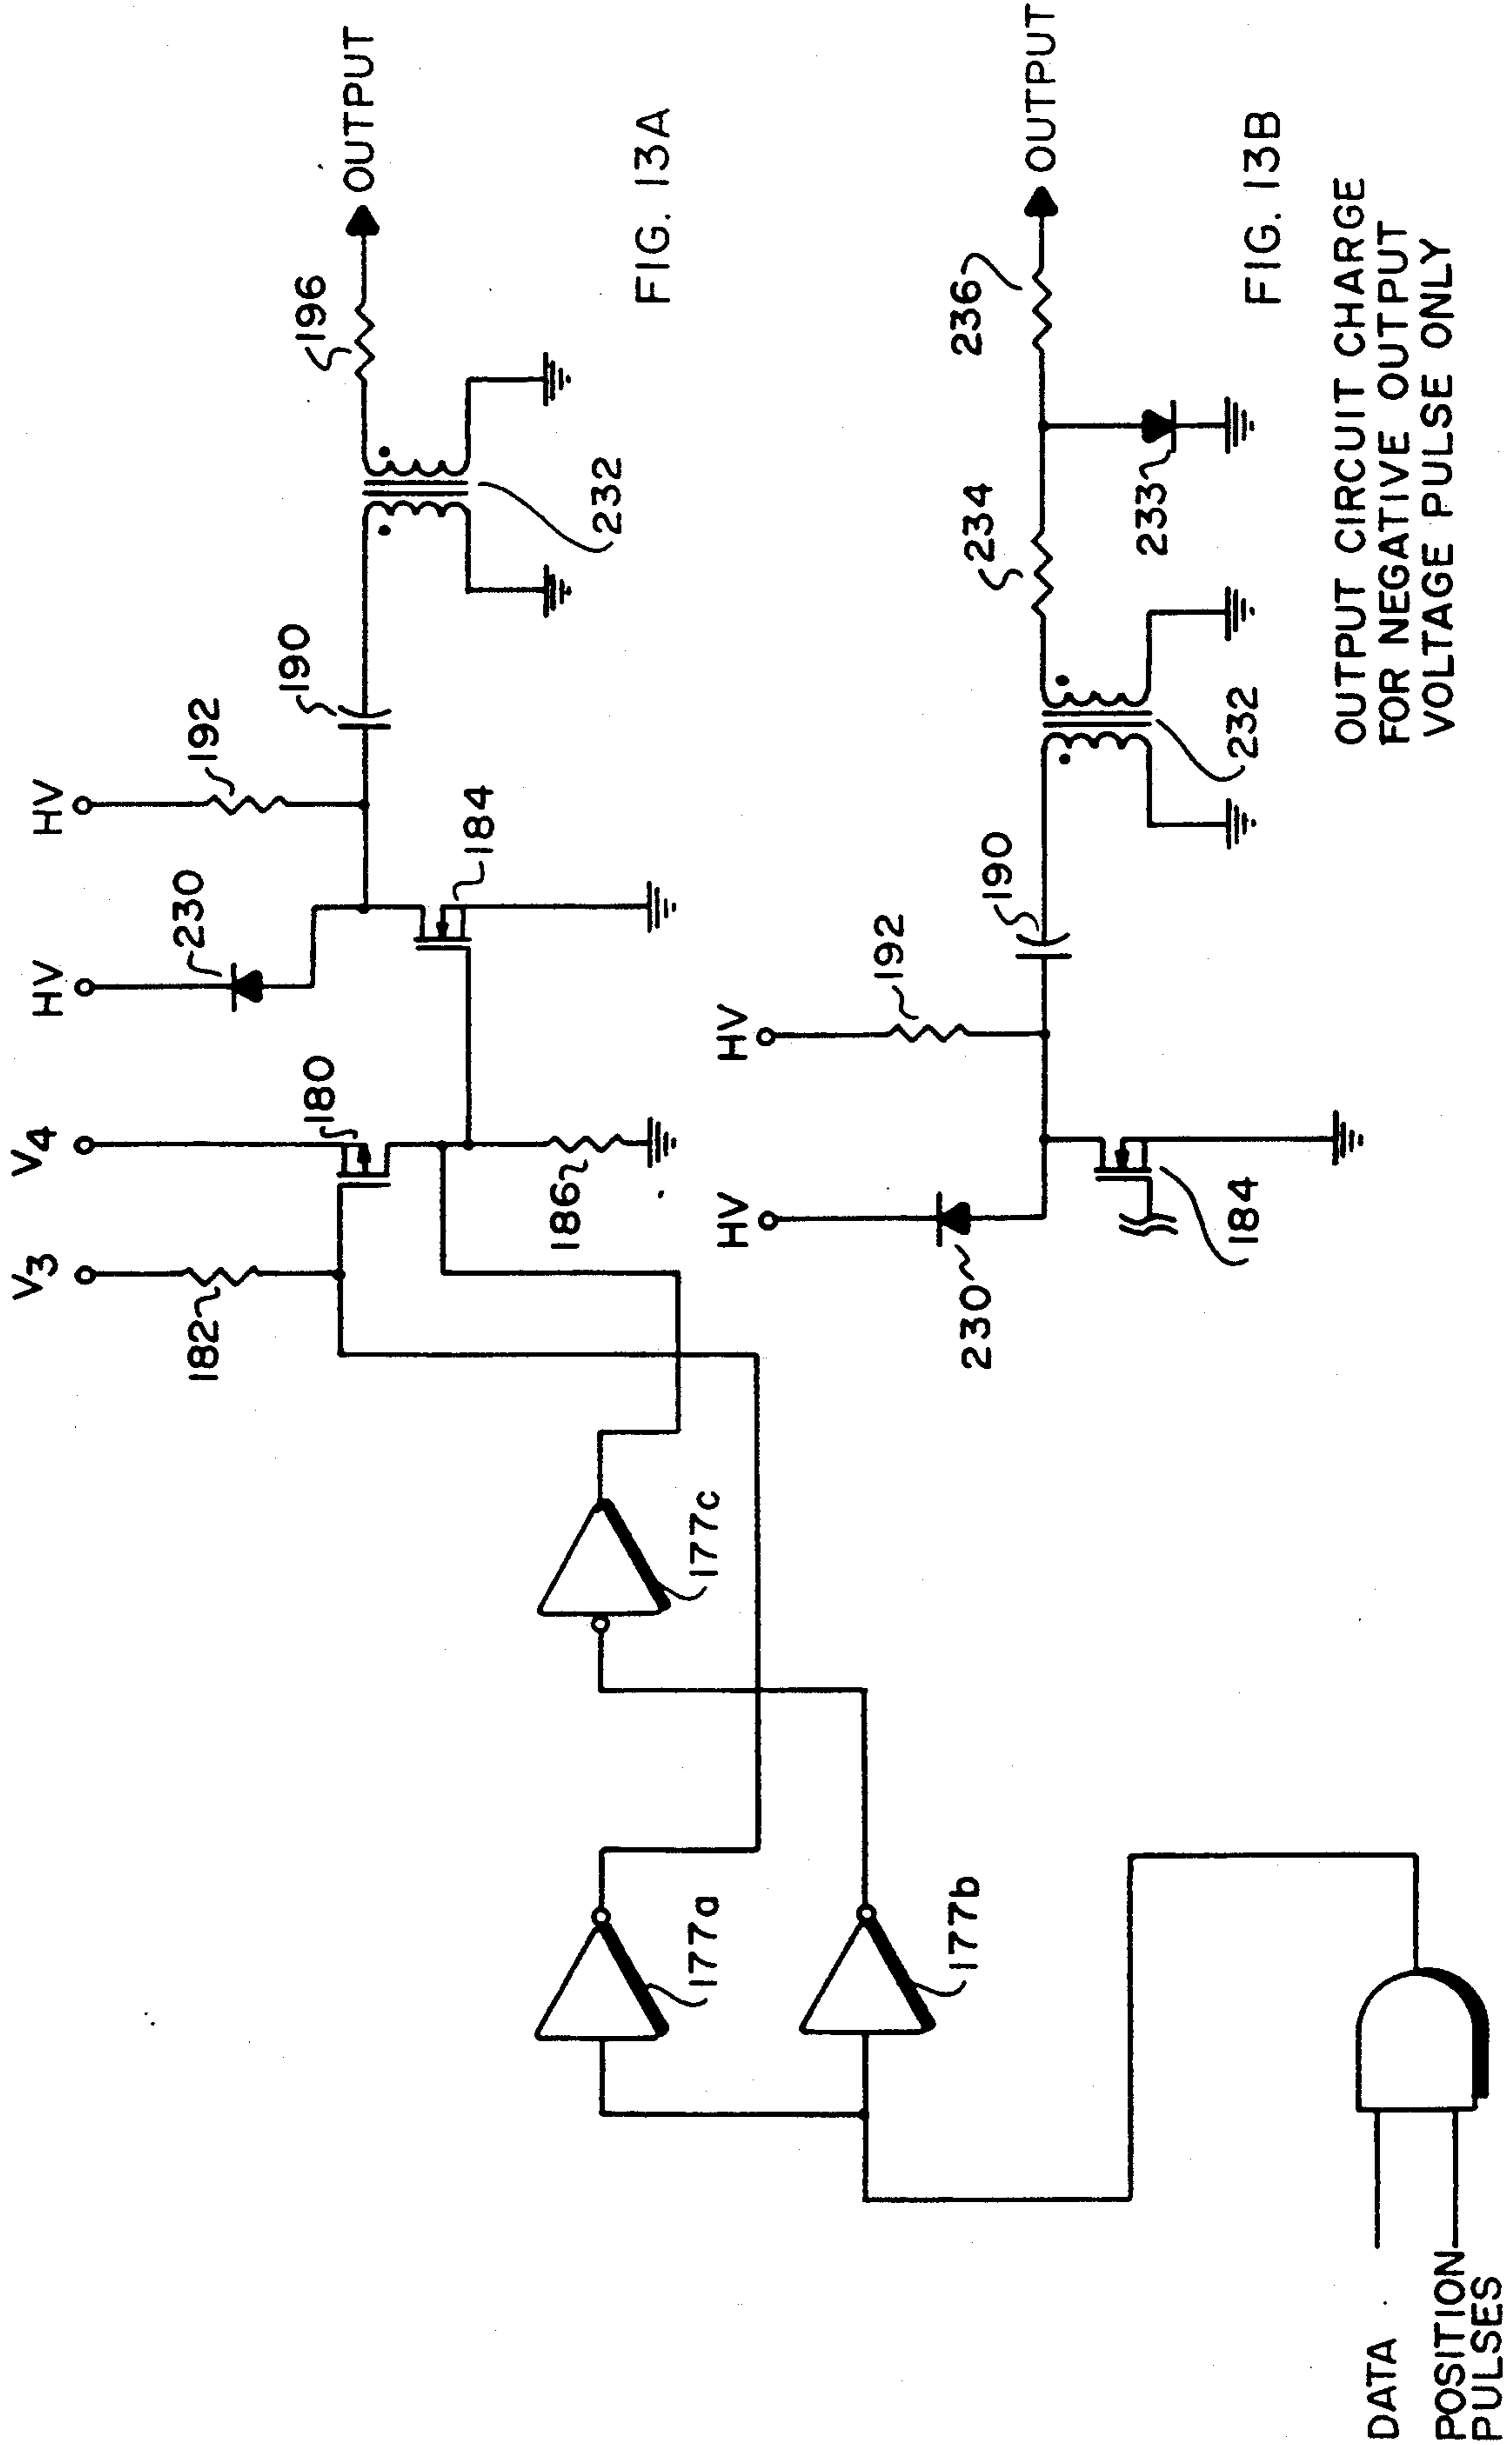 V3
V4
HV
HV
182
180
230
192
190
196
OUTPUT
186
184
232
FIG. 13A
177a
177c
177b
HV
HV
230
192
190
234
236
OUTPUT
184
232
233
FIG. 13B
DATA
POSITION
PULSES
OUTPUT CIRCUIT CHARGE
FOR NEGATIVE OUTPUT
VOLTAGE PULSE ONLY